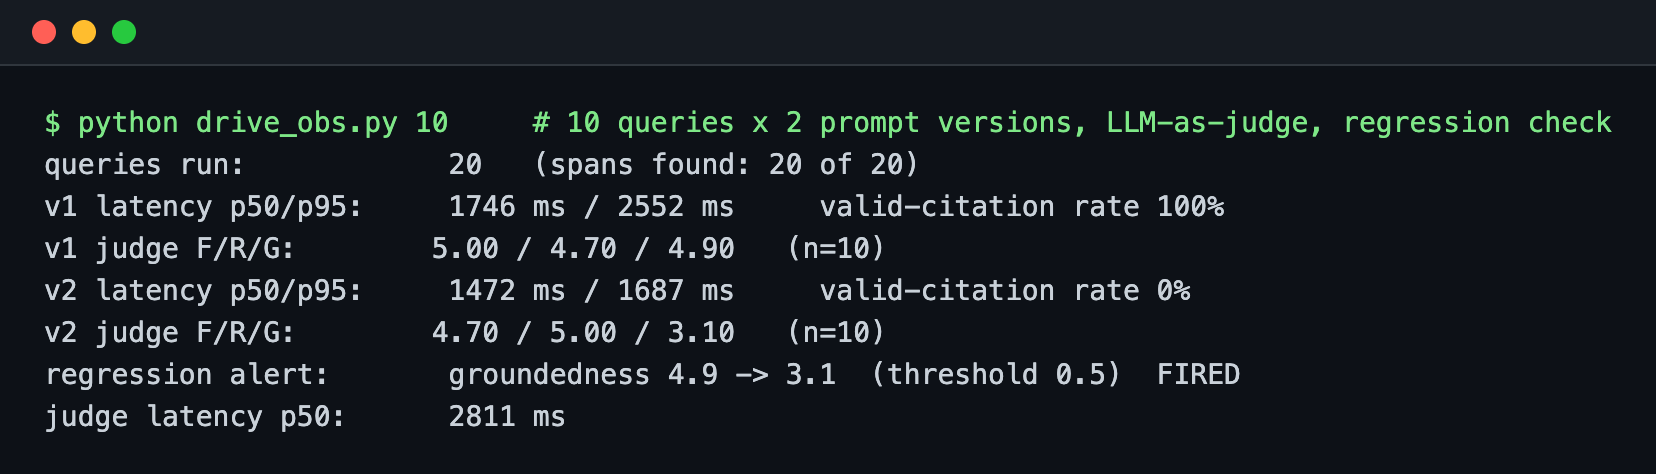 $ python drive_obs.py 10     # 10 queries x 2 prompt versions, LLM-as-judge, regression check
queries run:            20   (spans found: 20 of 20)
v1 latency p50/p95:     1746 ms / 2552 ms     valid-citation rate 100%
v1 judge F/R/G:        5.00 / 4.70 / 4.90   (n=10)
v2 latency p50/p95:     1472 ms / 1687 ms     valid-citation rate 0%
v2 judge F/R/G:        4.70 / 5.00 / 3.10   (n=10)
regression alert:       groundedness 4.9 -> 3.1  (threshold 0.5)  FIRED
judge latency p50:      2811 ms